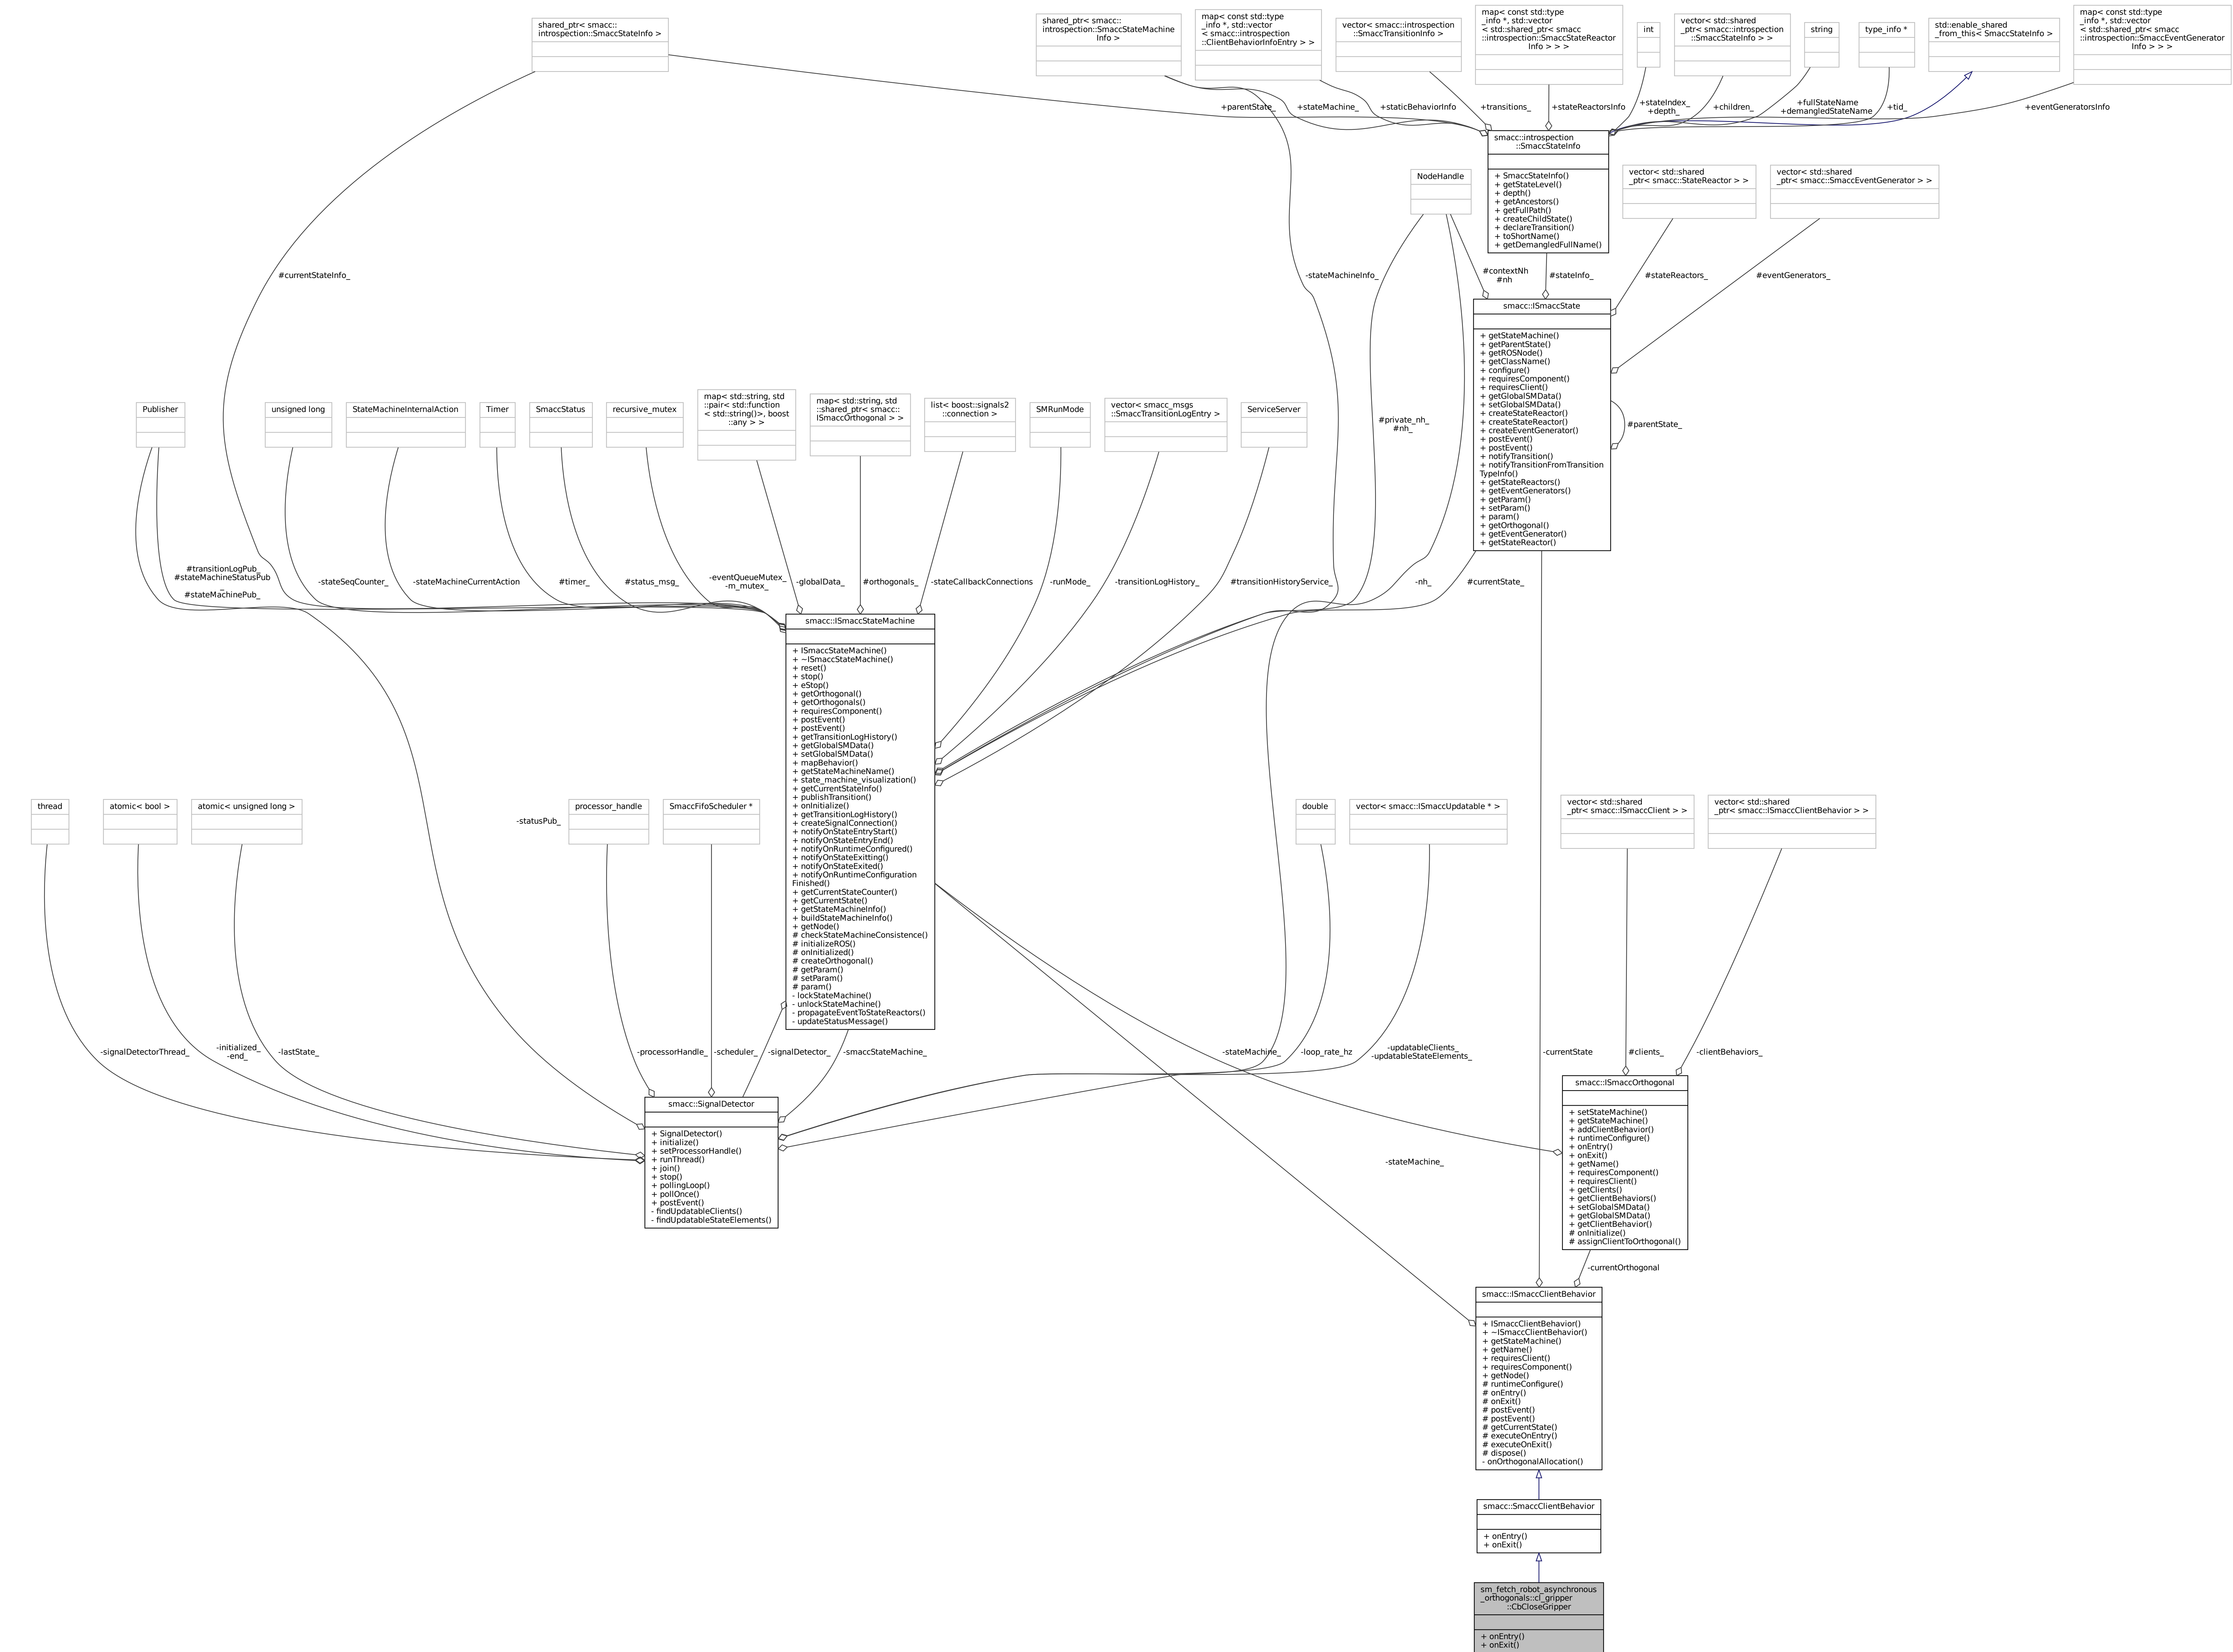 shared_ptr< smacc::
introspection::SmaccStateInfo >
shared_ptr< smacc::
introspection::SmaccStateMachine
Info >
map< const std::type
_info *, std::vector
< smacc::introspection
::ClientBehaviorInfoEntry > >
vector< smacc::introspection
::SmaccTransitionInfo >
map< const std::type
_info *, std::vector
< std::shared_ptr< smacc
::introspection::SmaccStateReactor
Info > > >
int
vector< std::shared
_ptr< smacc::introspection
::SmaccStateInfo > >
string
type_info *
std::enable_shared
_from_this< SmaccStateInfo >
map< const std::type
_info *, std::vector
< std::shared_ptr< smacc
::introspection::SmaccEventGenerator
Info > > >
+parentState_
+stateMachine_
+staticBehaviorInfo
+transitions_
+stateReactorsInfo
+stateIndex_
+depth_
+children_
+fullStateName
+demangledStateName
+tid_
+eventGeneratorsInfo
smacc::introspection
::SmaccStateInfo
+ SmaccStateInfo()
+ getStateLevel()
+ depth()
+ getAncestors()
+ getFullPath()
+ createChildState()
+ declareTransition()
+ toShortName()
+ getDemangledFullName()
NodeHandle
vector< std::shared
_ptr< smacc::StateReactor > >
vector< std::shared
_ptr< smacc::SmaccEventGenerator > >
#currentStateInfo_
-stateMachineInfo_
#contextNh
#nh
#stateInfo_
#stateReactors_
#eventGenerators_
smacc::ISmaccState
+ getStateMachine()
+ getParentState()
+ getROSNode()
+ getClassName()
+ configure()
+ requiresComponent()
+ requiresClient()
+ getGlobalSMData()
+ setGlobalSMData()
+ createStateReactor()
+ createStateReactor()
+ createEventGenerator()
+ postEvent()
+ postEvent()
+ notifyTransition()
+ notifyTransitionFromTransition
TypeInfo()
+ getStateReactors()
+ getEventGenerators()
+ getParam()
+ setParam()
+ param()
+ getOrthogonal()
+ getEventGenerator()
+ getStateReactor()
#parentState_
Publisher
unsigned long
StateMachineInternalAction
Timer
SmaccStatus
recursive_mutex
map< std::string, std
::pair< std::function
< std::string()>, boost
::any > >
map< std::string, std
::shared_ptr< smacc::
ISmaccOrthogonal > >
list< boost::signals2
::connection >
SMRunMode
vector< smacc_msgs
::SmaccTransitionLogEntry >
ServiceServer
#private_nh_
#nh_
#transitionLogPub_
#stateMachineStatusPub
_
#stateMachinePub_
-stateSeqCounter_
-stateMachineCurrentAction
#timer_
#status_msg_
-eventQueueMutex_
-m_mutex_
-globalData_
#orthogonals_
-stateCallbackConnections
-runMode_
-transitionLogHistory_
#transitionHistoryService_
-nh_
#currentState_
smacc::ISmaccStateMachine
+ ISmaccStateMachine()
+ ~ISmaccStateMachine()
+ reset()
+ stop()
+ eStop()
+ getOrthogonal()
+ getOrthogonals()
+ requiresComponent()
+ postEvent()
+ postEvent()
+ getTransitionLogHistory()
+ getGlobalSMData()
+ setGlobalSMData()
+ mapBehavior()
+ getStateMachineName()
+ state_machine_visualization()
+ getCurrentStateInfo()
+ publishTransition()
+ onInitialize()
+ getTransitionLogHistory()
+ createSignalConnection()
+ notifyOnStateEntryStart()
+ notifyOnStateEntryEnd()
+ notifyOnRuntimeConfigured()
+ notifyOnStateExitting()
+ notifyOnStateExited()
+ notifyOnRuntimeConfiguration
Finished()
+ getCurrentStateCounter()
+ getCurrentState()
+ getStateMachineInfo()
+ buildStateMachineInfo()
+ getNode()
# checkStateMachineConsistence()
# initializeROS()
# onInitialized()
# createOrthogonal()
# getParam()
# setParam()
# param()
- lockStateMachine()
- unlockStateMachine()
- propagateEventToStateReactors()
- updateStatusMessage()
thread
atomic< bool >
atomic< unsigned long >
-statusPub_
processor_handle
SmaccFifoScheduler *
double
vector< smacc::ISmaccUpdatable * >
vector< std::shared
_ptr< smacc::ISmaccClient > >
vector< std::shared
_ptr< smacc::ISmaccClientBehavior > >
-signalDetectorThread_
-initialized_
-end_
-lastState_
-processorHandle_
-scheduler_
-signalDetector_
-smaccStateMachine_
-stateMachine_
-loop_rate_hz
-updatableClients_
-updatableStateElements_
-currentState
#clients_
-clientBehaviors_
smacc::SignalDetector
+ SignalDetector()
+ initialize()
+ setProcessorHandle()
+ runThread()
+ join()
+ stop()
+ pollingLoop()
+ pollOnce()
+ postEvent()
- findUpdatableClients()
- findUpdatableStateElements()
smacc::ISmaccOrthogonal
+ setStateMachine()
+ getStateMachine()
+ addClientBehavior()
+ runtimeConfigure()
+ onEntry()
+ onExit()
+ getName()
+ requiresComponent()
+ requiresClient()
+ getClients()
+ getClientBehaviors()
+ setGlobalSMData()
+ getGlobalSMData()
+ getClientBehavior()
# onInitialize()
# assignClientToOrthogonal()
-stateMachine_
-currentOrthogonal
smacc::ISmaccClientBehavior
+ ISmaccClientBehavior()
+ ~ISmaccClientBehavior()
+ getStateMachine()
+ getName()
+ requiresClient()
+ requiresComponent()
+ getNode()
# runtimeConfigure()
# onEntry()
# onExit()
# postEvent()
# postEvent()
# getCurrentState()
# executeOnEntry()
# executeOnExit()
# dispose()
- onOrthogonalAllocation()
smacc::SmaccClientBehavior
+ onEntry()
+ onExit()
sm_fetch_robot_asynchronous
_orthogonals::cl_gripper
::CbCloseGripper
+ onEntry()
+ onExit()